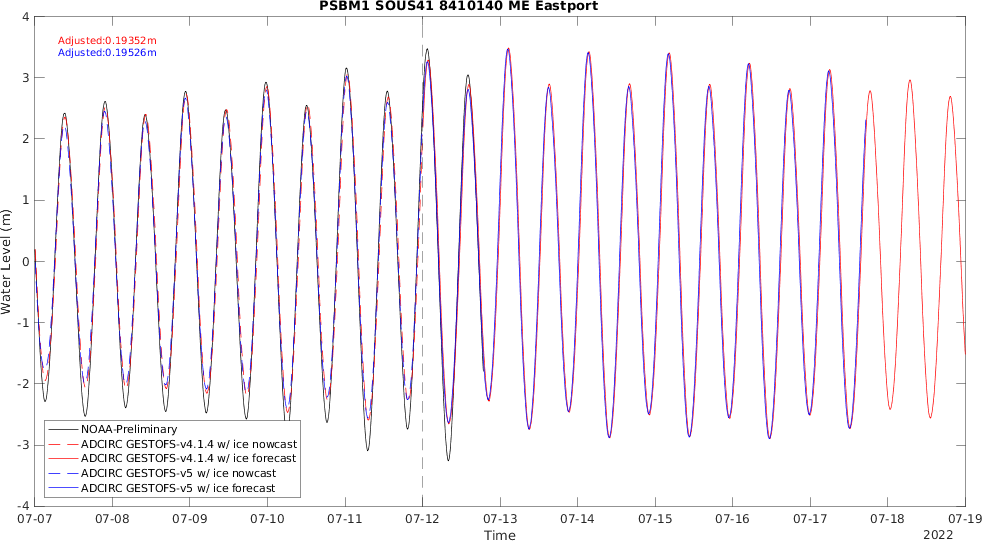 PSBM1 SOUS41 8410140 ME Eastport
Adjusted:0.19352m
Adjusted:0.19526m
4
3
2
1
0
-1
-2
-3
-4
Water Level (m)
NOAA-Preliminary
ADCIRC GESTOFS-v4.1.4 w/ ice nowcast
ADCIRC GESTOFS-v4.1.4 w/ ice forecast
ADCIRC GESTOFS-v5 w/ ice nowcast
ADCIRC GESTOFS-v5 w/ ice forecast
07-07 07-08 07-09 07-10 07-11 07-12 07-13 07-14 07-15 07-16 07-17 07-18 07-19
Time
2022